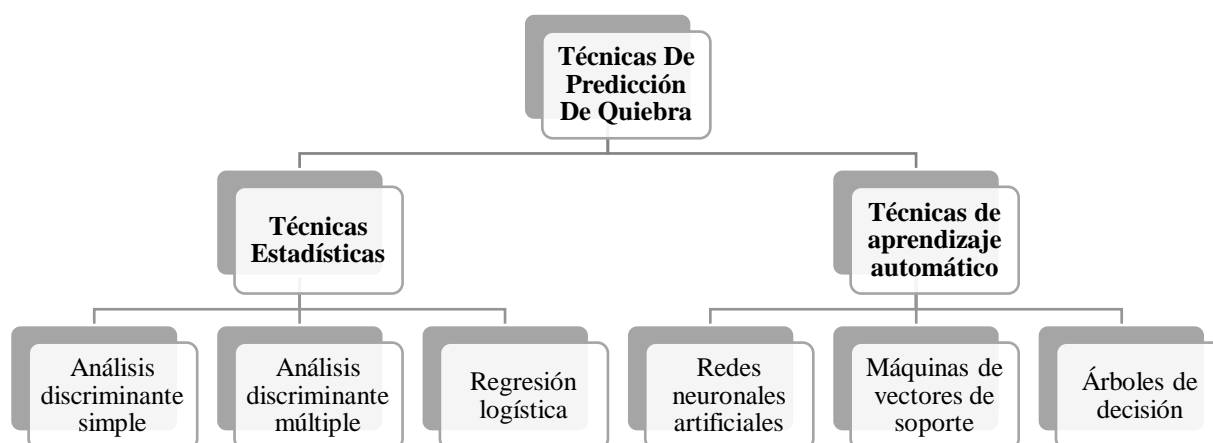 Técnicas De
Predicción
De Quiebra
Técnicas
Estadísticas
Técnicas de
aprendizaje
automático
Análisis
discriminante
simple
Análisis
discriminante
múltiple
Regresión
logística
Redes
neuronales
artificiales
Máquinas de
vectores de
soporte
Árboles de
decisión